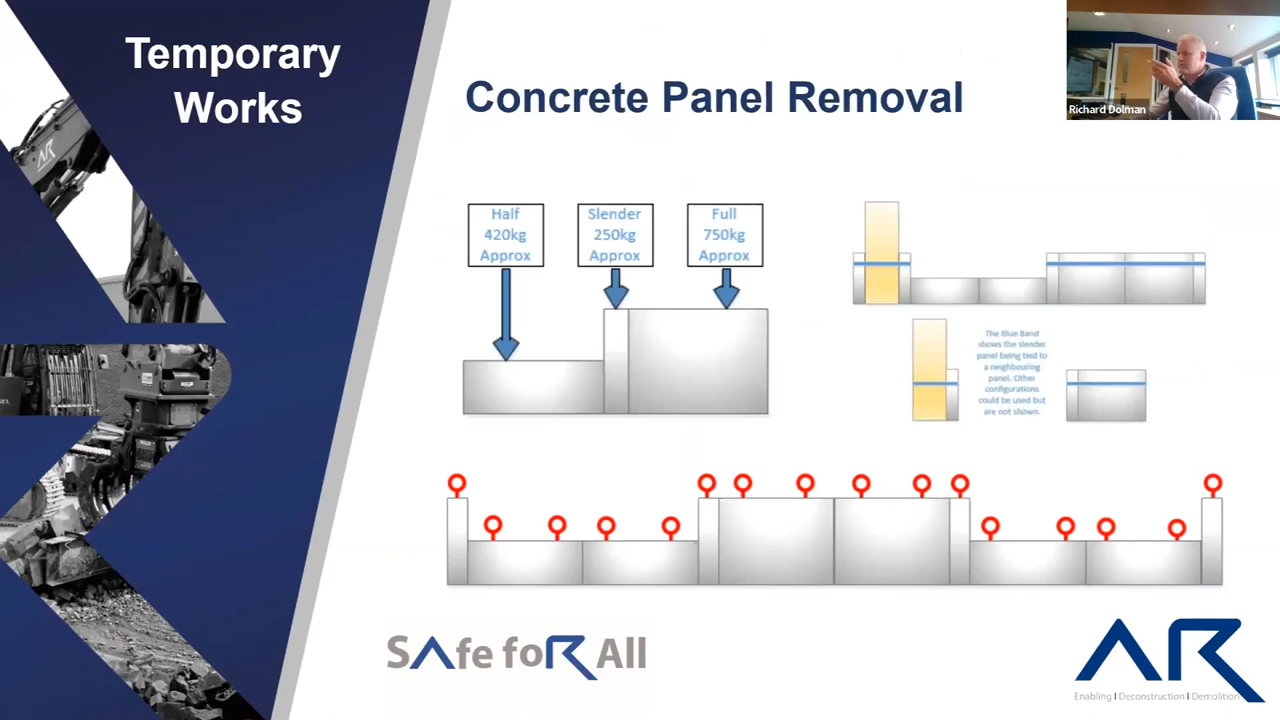 Temporary
Works
Concrete Panel Removal
Richard Dolman
Half
420kg
Approx
Slender
250kg
Approx
Full
750kg
Approx
The Blue Band
shows the slender
panel being tied to
a neighbouring
panel. Other
configurations
could be used but
are not shown.
AR
SAfe foR All
AR
Enabling | Deconstruction | Demolition